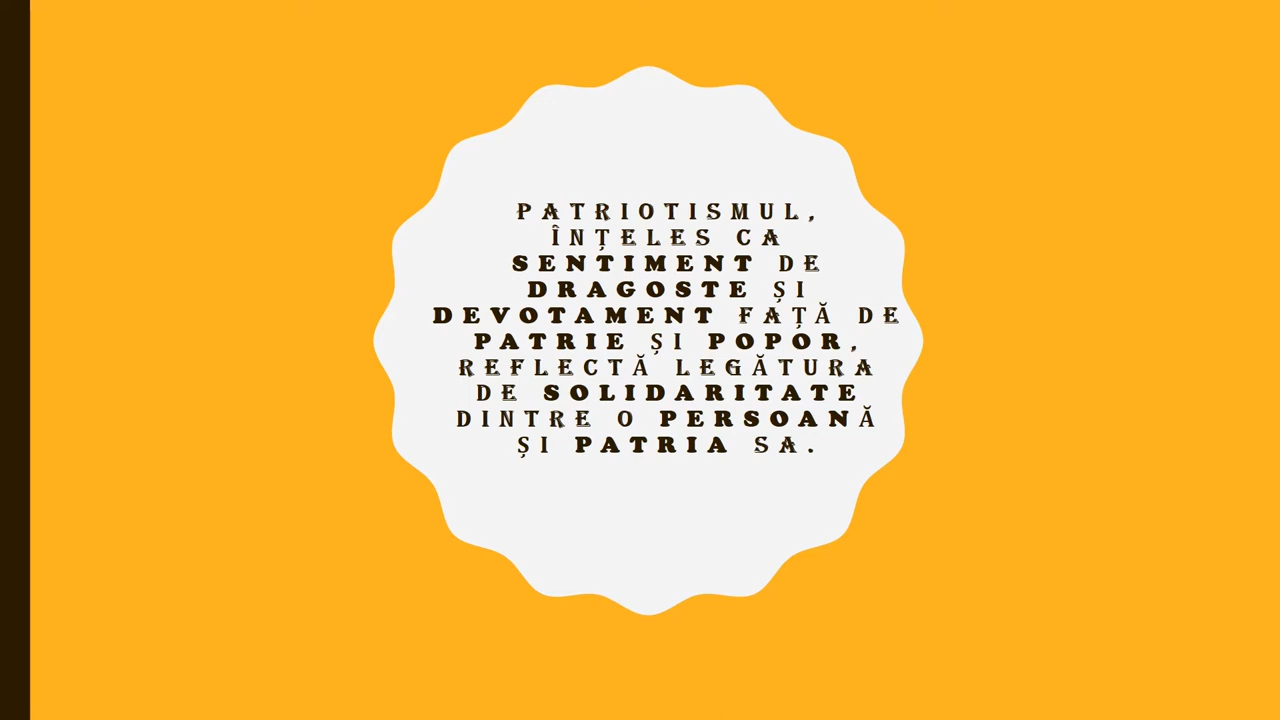 PATRIOTISMUL,
ÎNȚELES CA
SENTIMENT DE
DRAGOSTE ȘI
DEVOTAMENT FAȚĂ DE
PATRIE ȘI POPOR,
REFLECTĂ LEGĂTURA
DE SOLIDARITATE
DINTRE O PERSOANĂ
ȘI PATRIA SA.